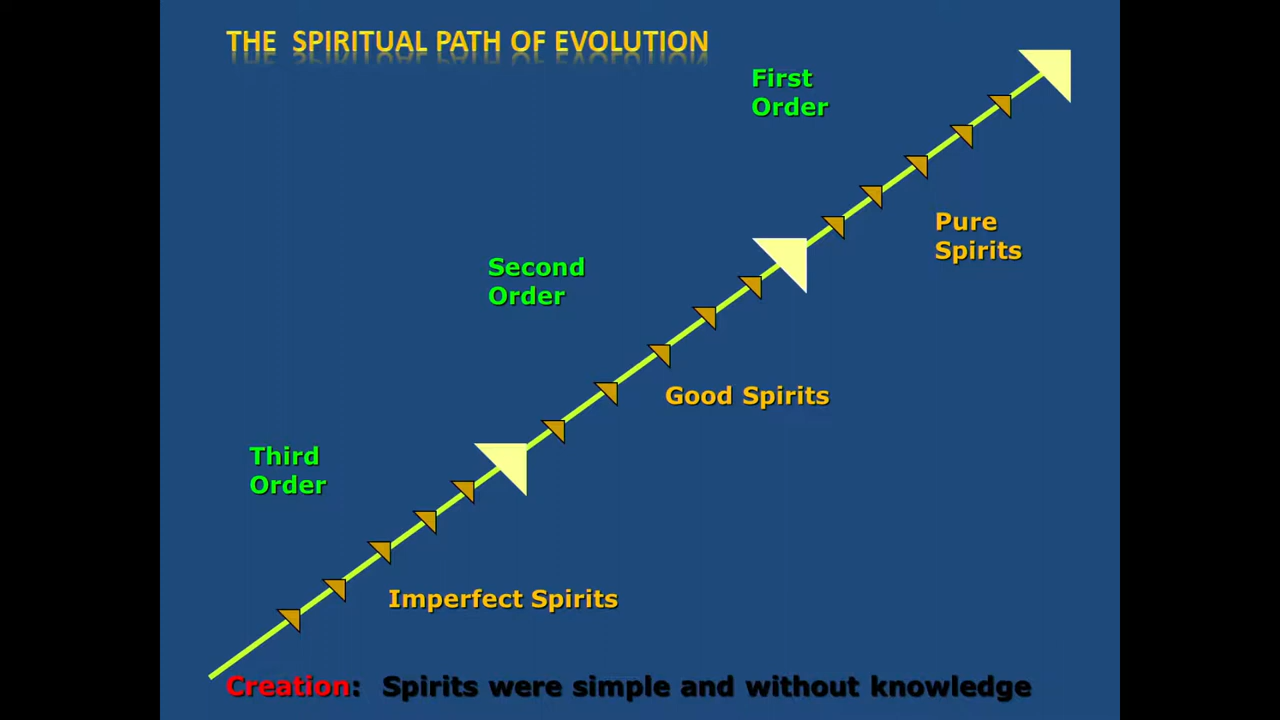 THE SPIRITUAL PATH OF EVOLUTION
First
Order
Pure
Spirits
Second
Order
Good Spirits
Third
Order
Imperfect Spirits
Creation: Spirits were simple and without knowledge